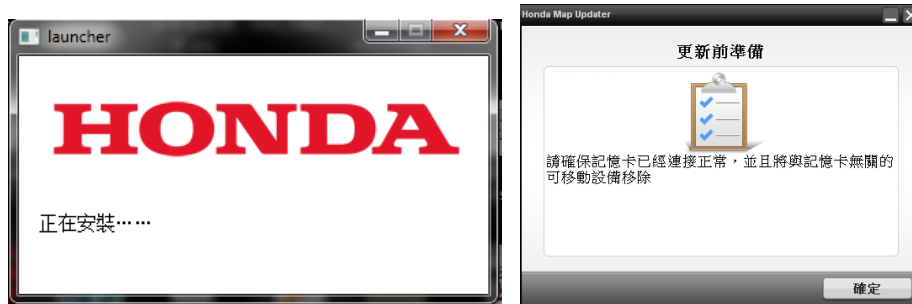 launcher
HONDA
正在安裝……
Honda Map Updater
更新前準備
請確保記憶卡已經連接正常，並且將與記憶卡無關的
可移動設備移除
確定